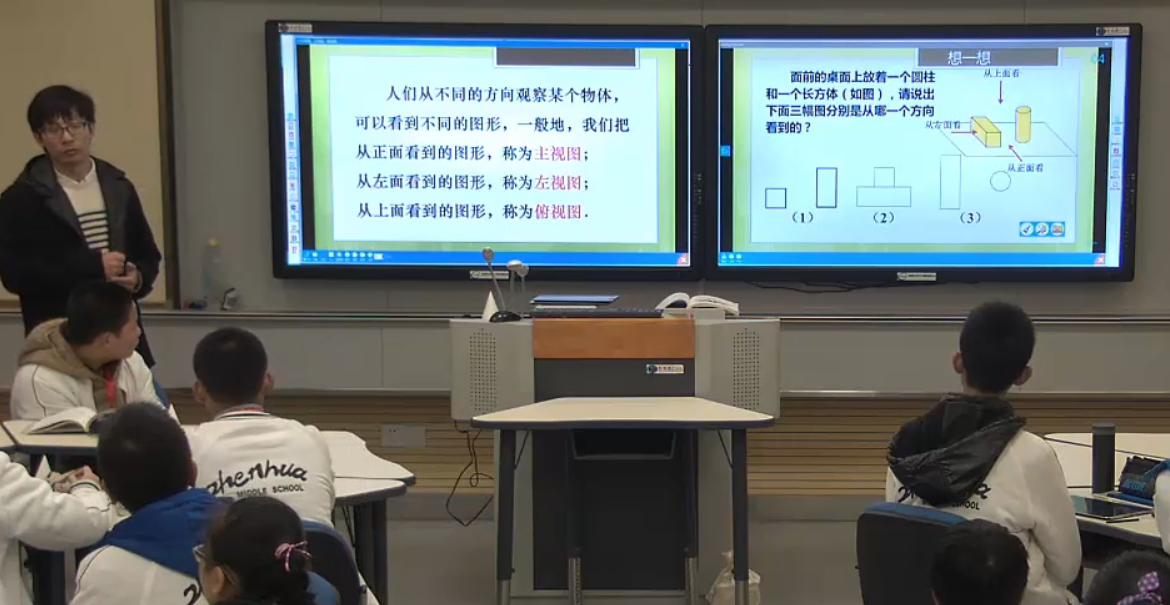 人们从不同的方向观察某个物体，
可以看到不同的图形，一般地，我们把
从正面看到的图形，称为主视图；
从左面看到的图形，称为左视图；
从上面看到的图形，称为俯视图．
想一想
04
面前的桌面上放着一个圆柱
和一个长方体（如图），请说出
下面三幅图分别是从哪一个方向
看到的？
从上面看
从左面看
从正面看
（1）
（2）
（3）
zhenhua
MIDDLE SCHOOL